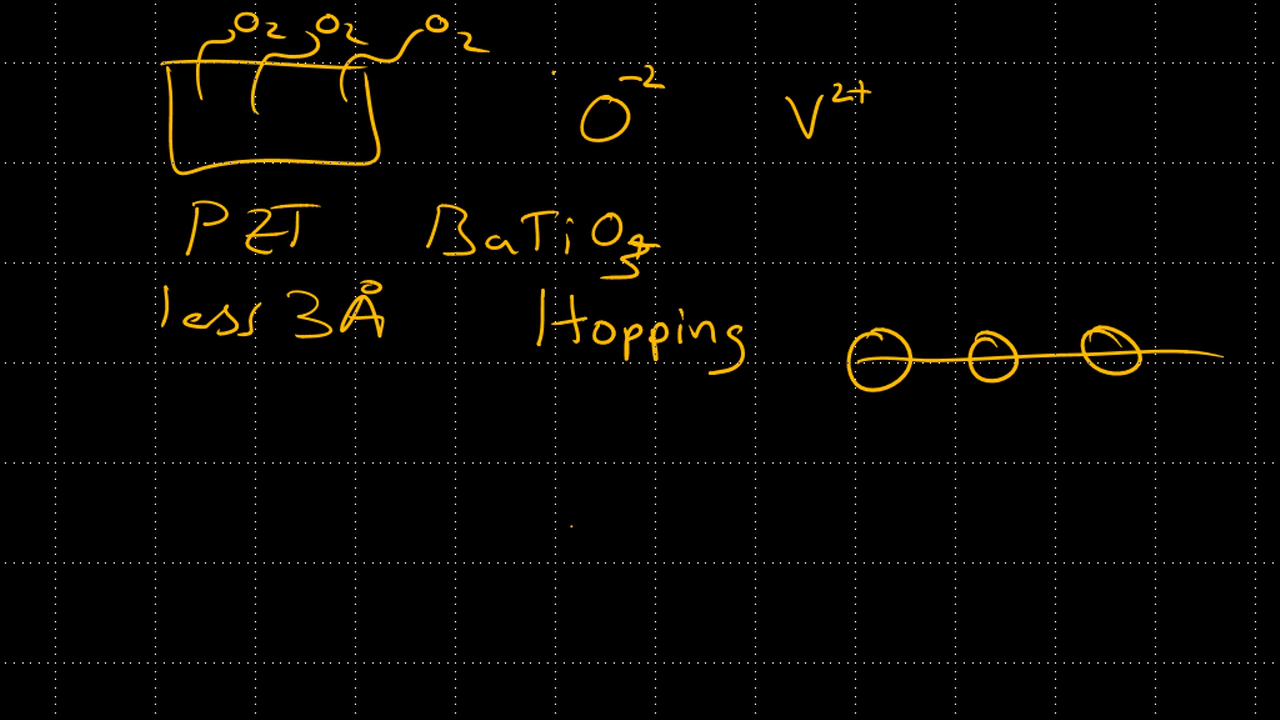 O₂ O₂ O₂
O⁻² V²⁺
PZT BaTiO₃
less 3Å Hopping